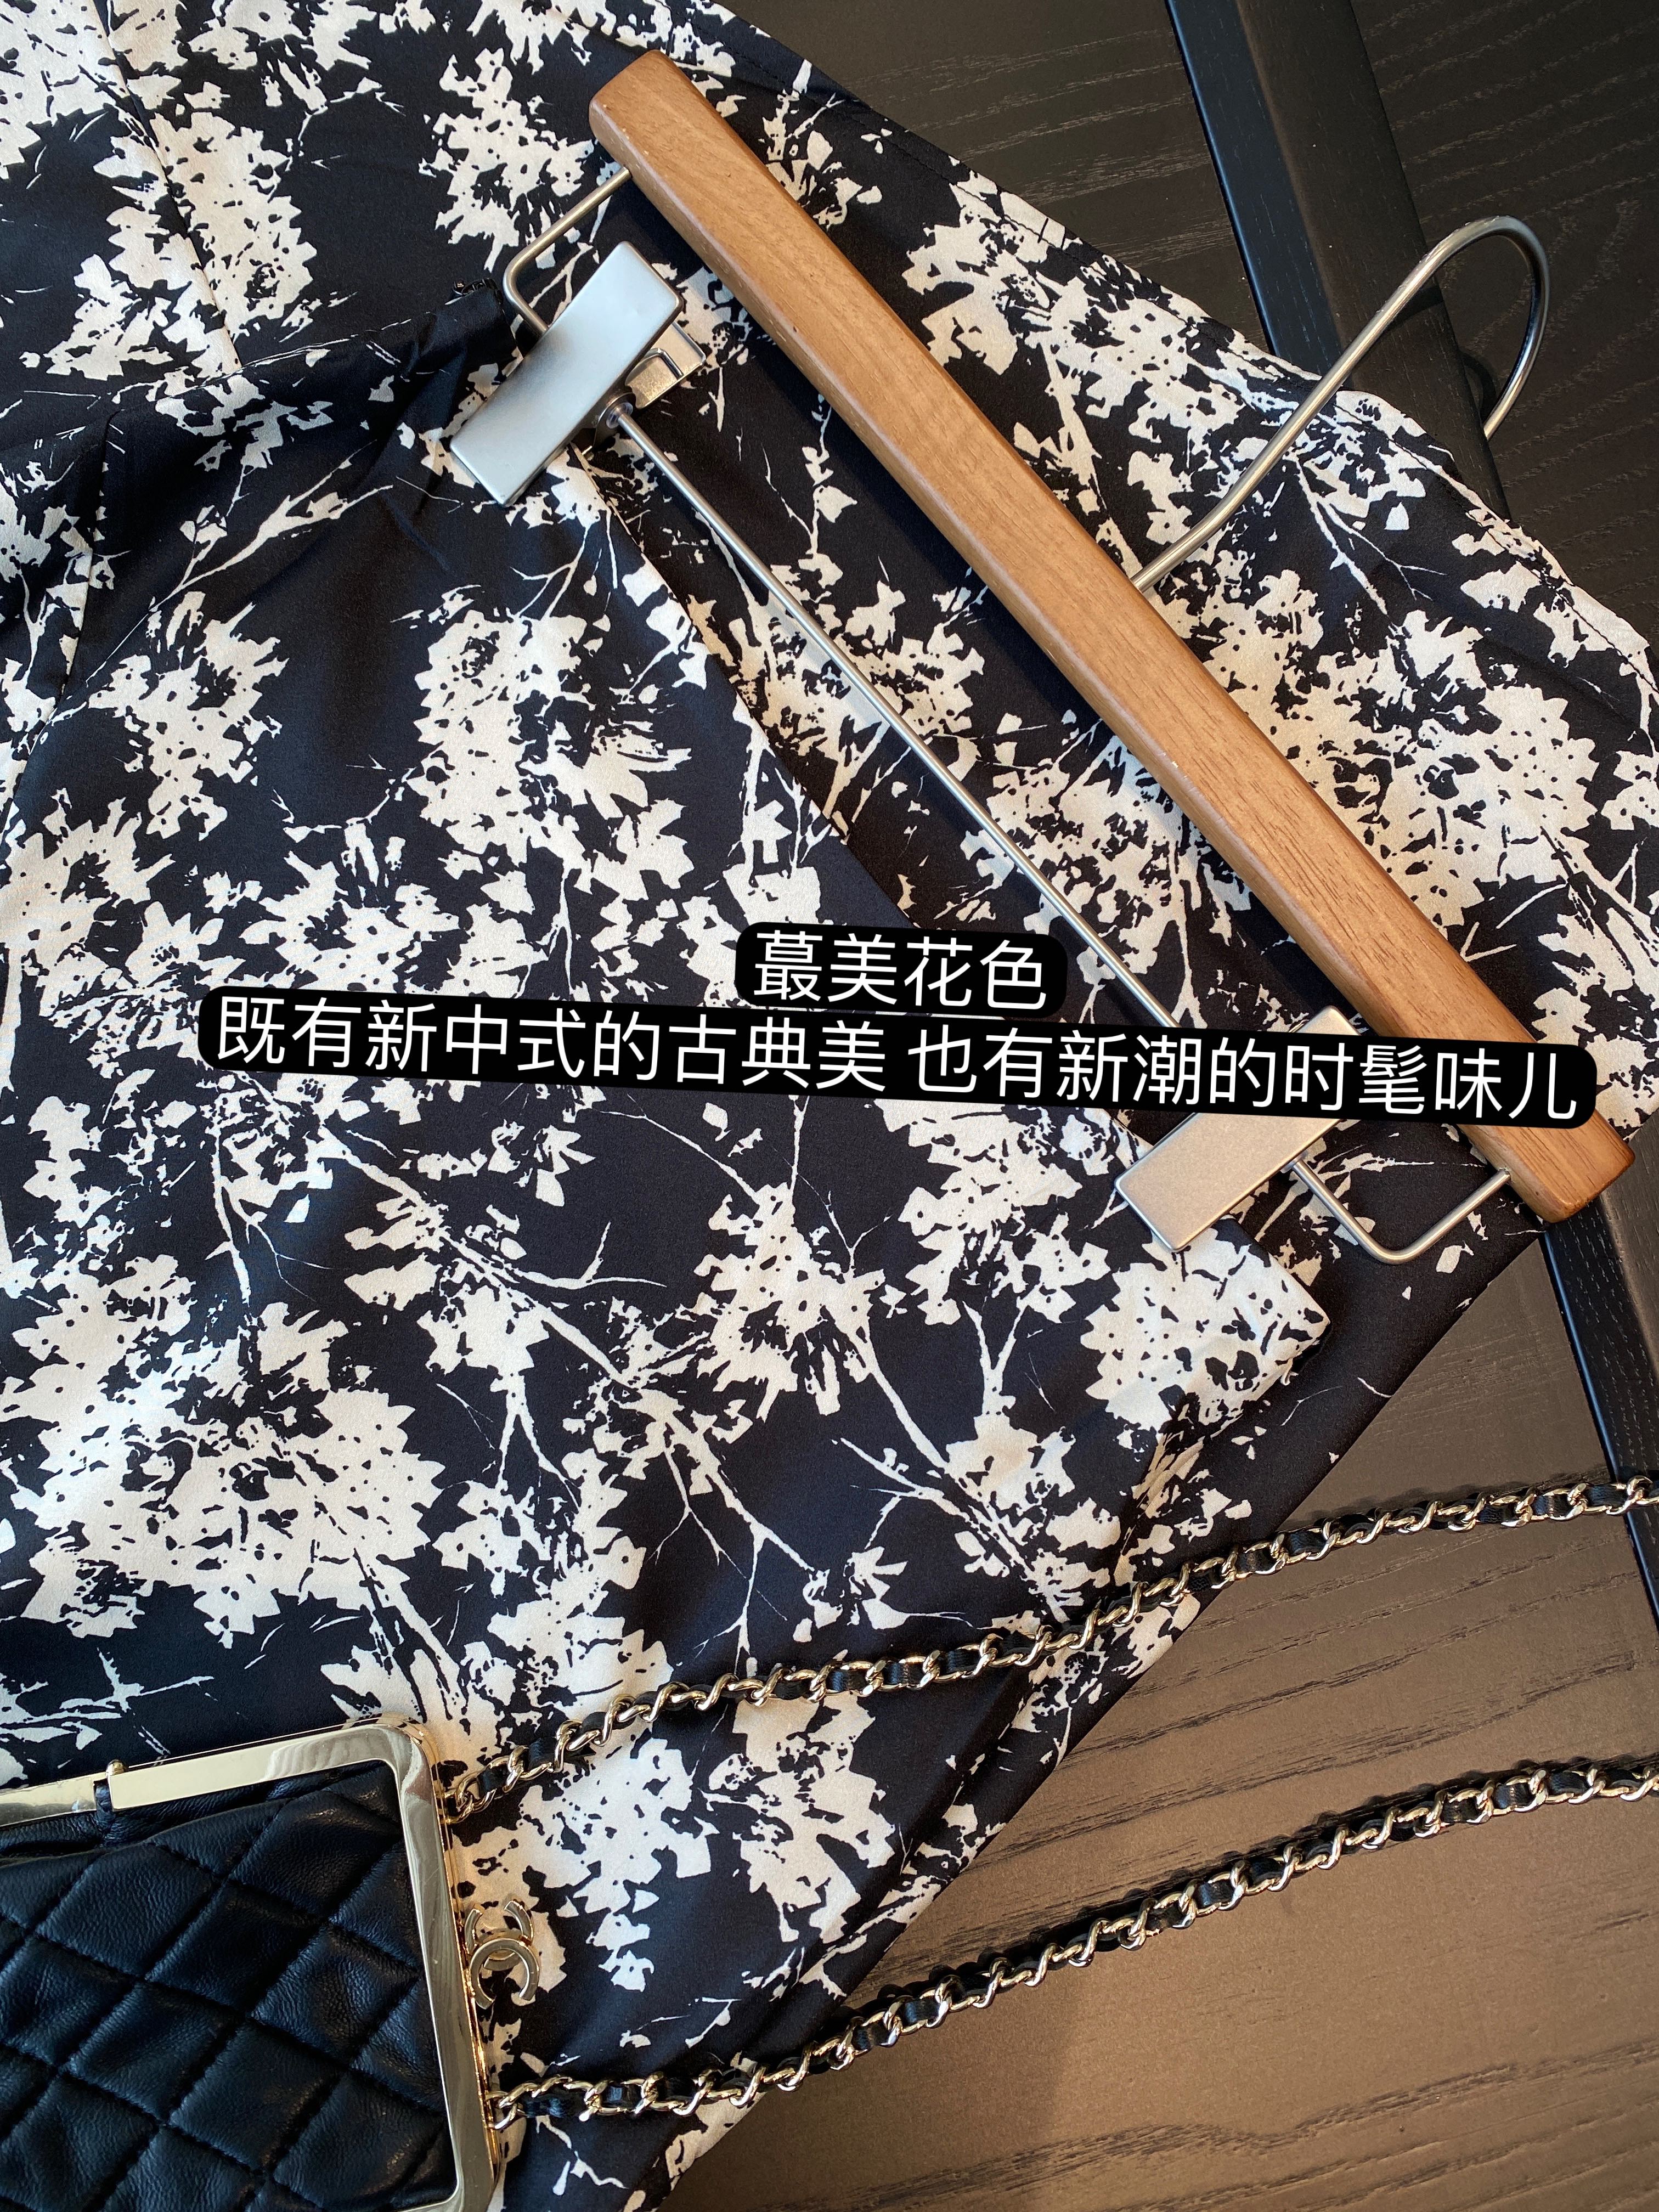 蕞美花色
既有新中式的古典美 也有新潮的时髦味儿